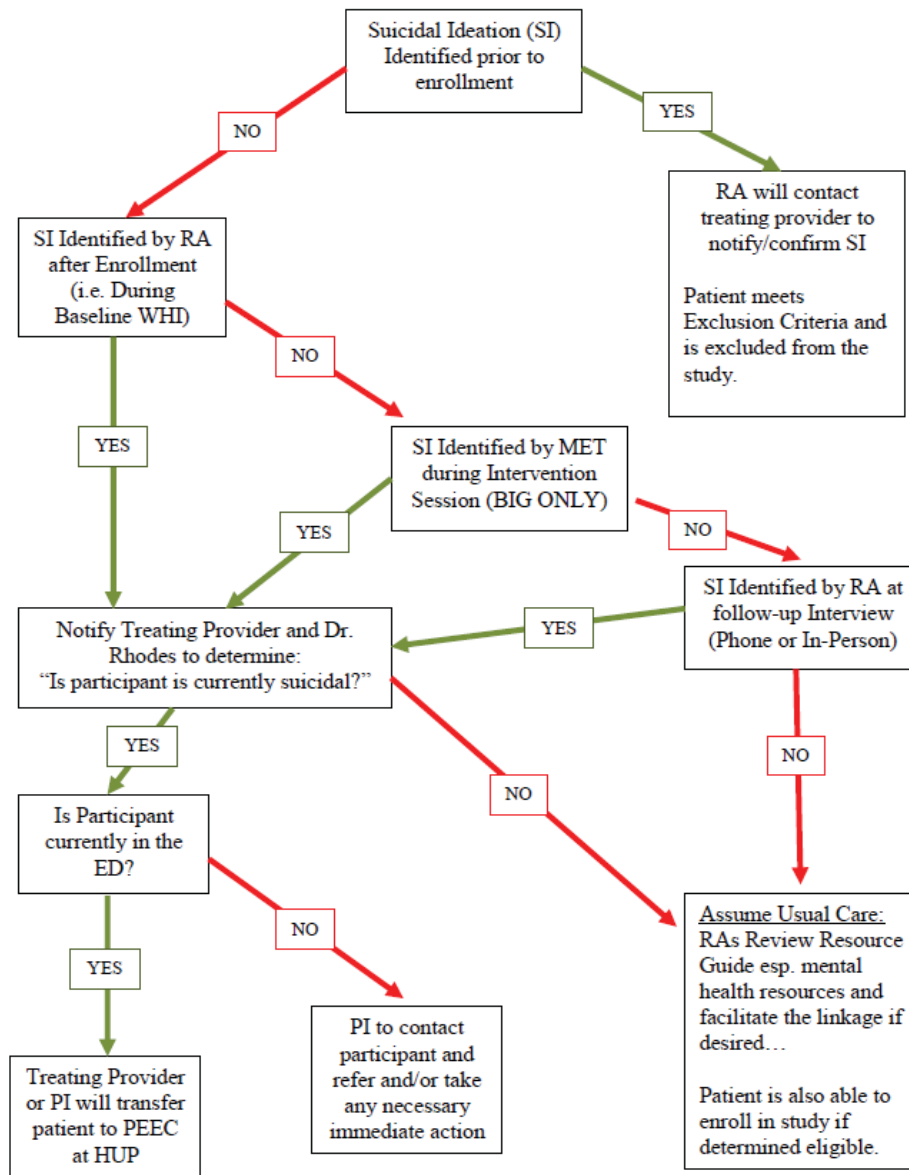 Suicidal Ideation (SI)
Identified prior to
enrollment
NO
YES
RA will contact
treating provider to
notify/confirm SI
Patient meets
Exclusion Criteria and
is excluded from the
study.
SI Identified by RA
after Enrollment
(i.e. During
Baseline WHI)
NO
YES
SI Identified by MET
during Intervention
Session (BIG ONLY)
YES
NO
SI Identified by RA at
follow-up Interview
(Phone or In-Person)
YES
Notify Treating Provider and Dr.
Rhodes to determine:
“Is participant is currently suicidal?”
YES
NO
NO
Is Participant
currently in the
ED?
NO
YES
Assume Usual Care:
RAs Review Resource
Guide esp. mental
health resources and
facilitate the linkage if
desired…
Patient is also able to
enroll in study if
determined eligible.
PI to contact
participant and
refer and/or take
any necessary
immediate action
Treating Provider
or PI will transfer
patient to PEEC
at HUP